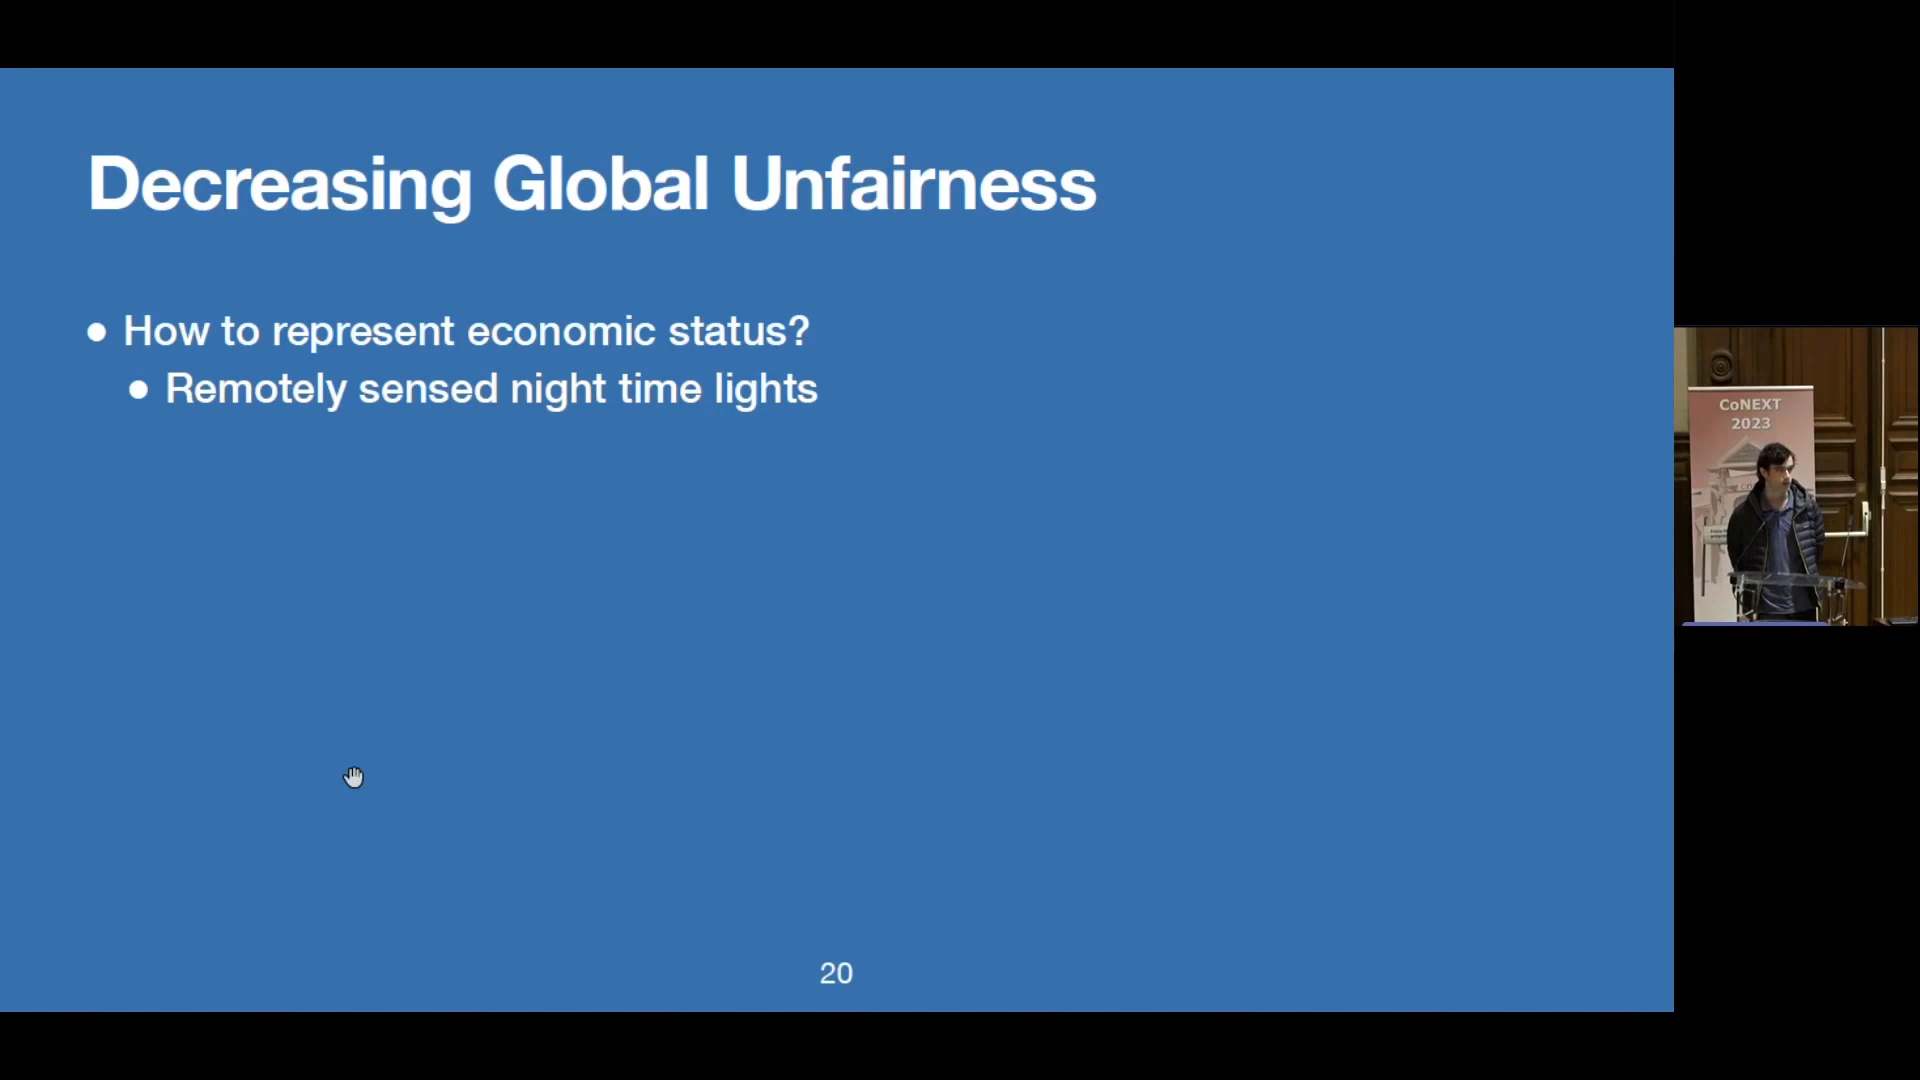 Decreasing Global Unfairness
● How to represent economic status?
● Remotely sensed night time lights
20
CoNEXT
2023